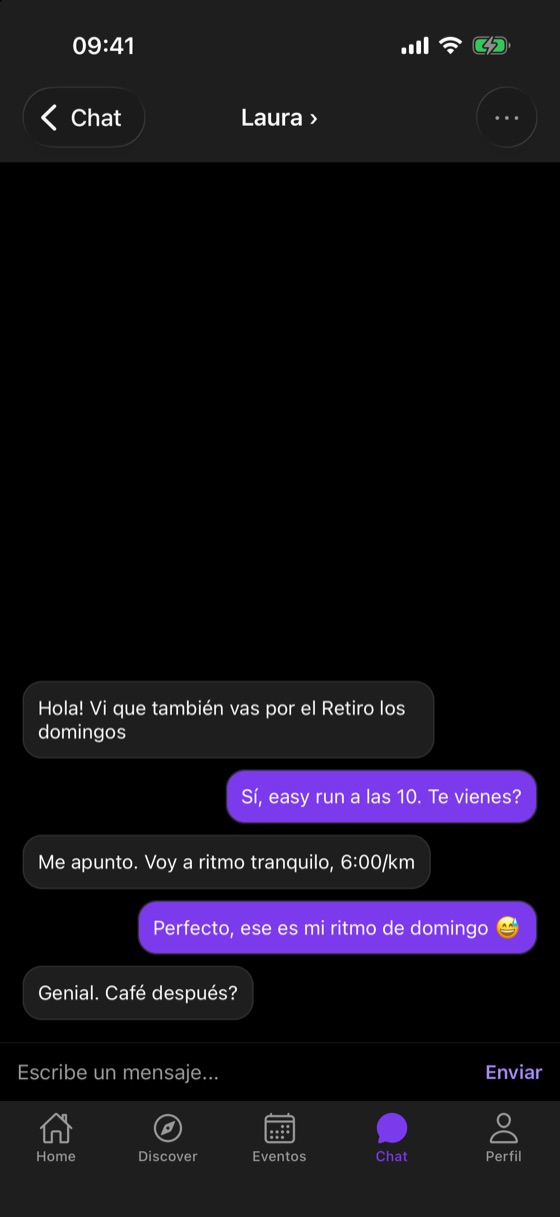 09:41
Chat
Laura ›
Hola! Vi que también vas por el Retiro los
domingos
Sí, easy run a las 10. Te vienes?
Me apunto. Voy a ritmo tranquilo, 6:00/km
Perfecto, ese es mi ritmo de domingo 😅
Genial. Café después?
Escribe un mensaje...
Enviar
Home
Discover
Eventos
Chat
Perfil